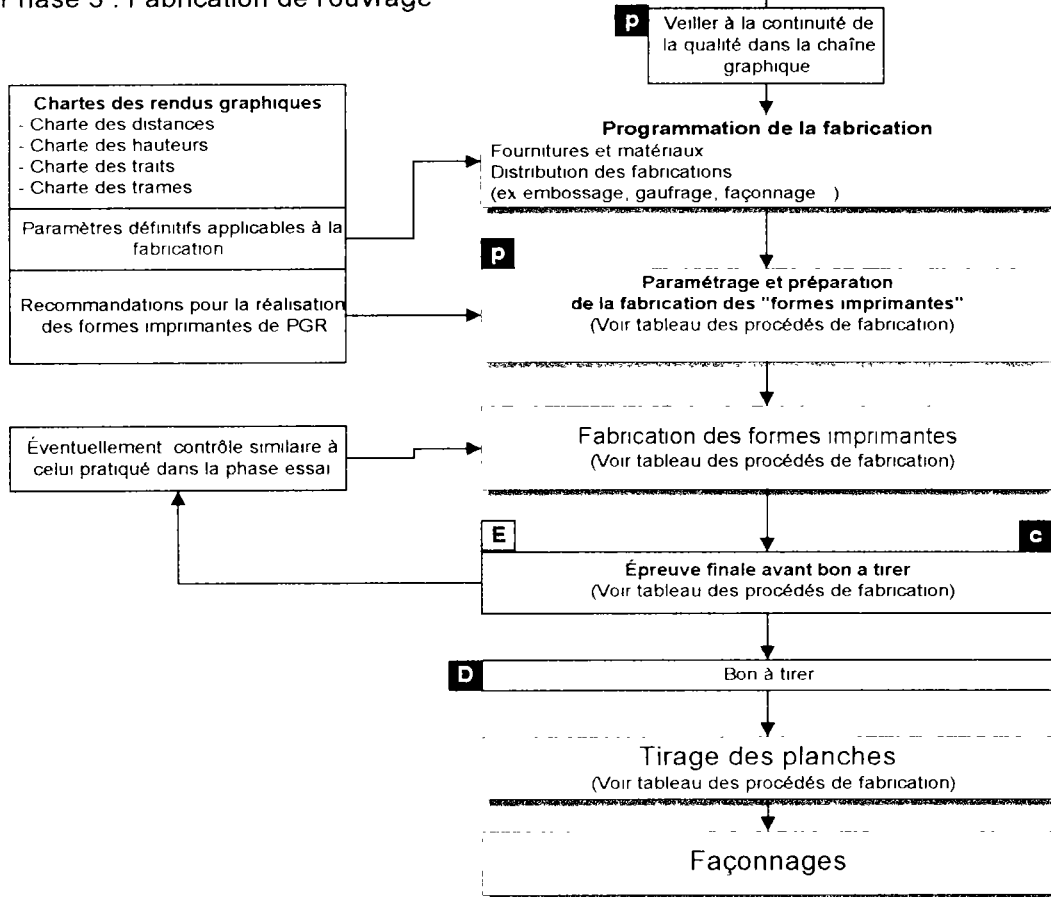 Phase 3 : Fabrication de l'ouvrage
p
Veiller à la continuité de
la qualité dans la chaîne
graphique
Chartes des rendus graphiques
- Charte des distances
- Charte des hauteurs
- Charte des traits
- Charte des trames
Paramètres définitifs applicables à la
fabrication
Recommandations pour la réalisation
des formes imprimantes de PGR
Programmation de la fabrication
Fournitures et matériaux
Distribution des fabrications
(ex embossage, gaufrage, façonnage )
p
Paramétrage et préparation
de la fabrication des "formes imprimantes"
(Voir tableau des procédés de fabrication)
Éventuellement contrôle similaire à
celui pratiqué dans la phase essai
Fabrication des formes imprimantes
(Voir tableau des procédés de fabrication)
E
c
Épreuve finale avant bon a tirer
(Voir tableau des procédés de fabrication)
D
Bon à tirer
Tirage des planches
(Voir tableau des procédés de fabrication)
Façonnages